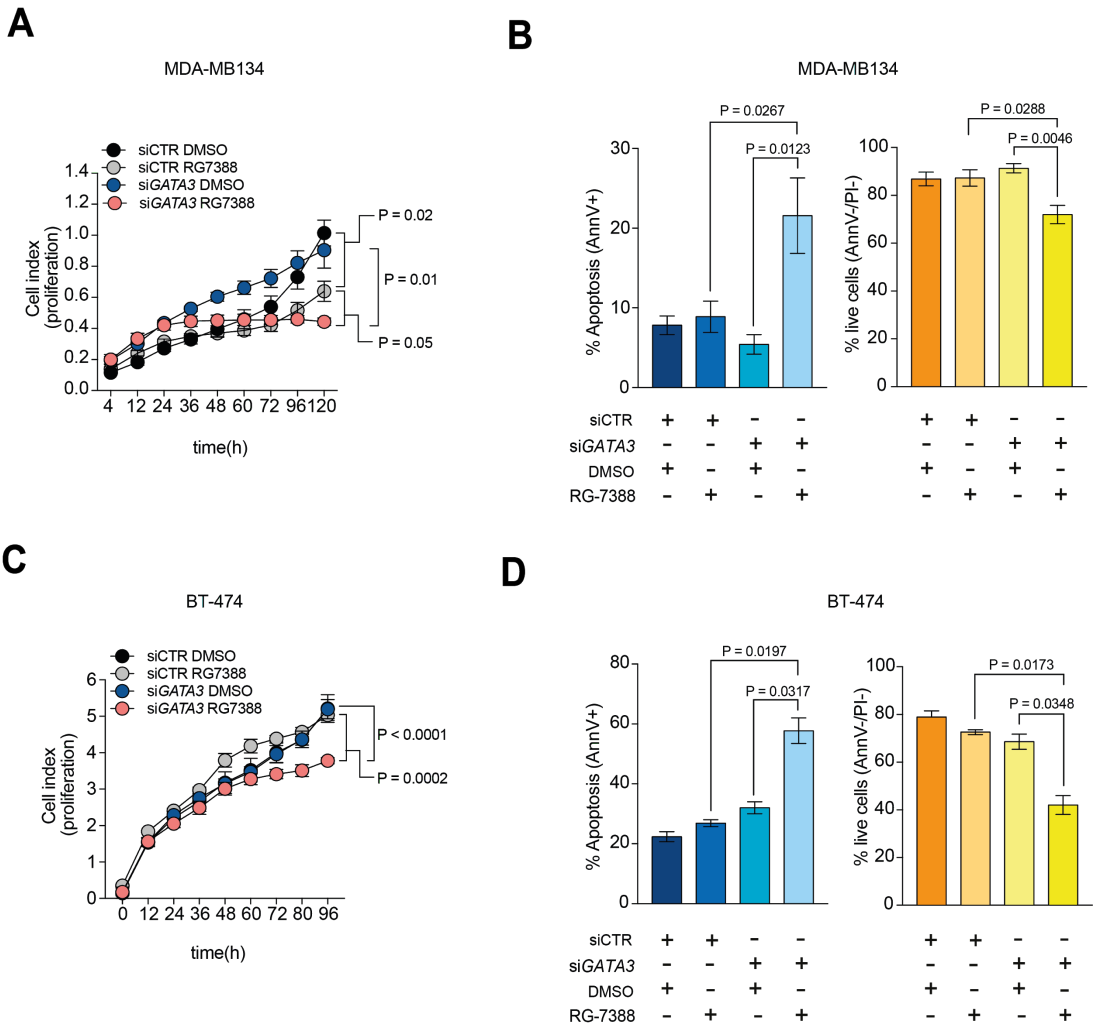 A
MDA-MB134
siCTR DMSO
siCTR RG7388
siGATA3 DMSO
siGATA3 RG7388
1.4
1.2
1.0
0.8
0.6
0.4
0.2
0.0
Cell index
(proliferation)
4 12 24 36 48 60 72 96 120
time(h)
P = 0.02
P = 0.01
P = 0.05
B
MDA-MB134
% Apoptosis (AnnV+)
30
20
10
0
P = 0.0267
P = 0.0123
% live cells (AnnV-/PI-)
100
80
60
40
20
0
P = 0.0288
P = 0.0046
siCTR + + - - + + - -
siGATA3 - - + + - - + +
DMSO + - + - + - + -
RG-7388 - + - + - + - +
C
BT-474
siCTR DMSO
siCTR RG7388
siGATA3 DMSO
siGATA3 RG7388
6
5
4
3
2
1
0
Cell index
(proliferation)
0 12 24 36 48 60 72 80 96
time(h)
P < 0.0001
P = 0.0002
D
BT-474
% Apoptosis (AnnV+)
80
60
40
20
0
P = 0.0197
P = 0.0317
% live cells (AnnV-/PI-)
100
80
60
40
20
0
P = 0.0173
P = 0.0348
siCTR + + - - + + - -
siGATA3 - - + + - - + +
DMSO + - + - + - + -
RG-7388 - + - + - + - +